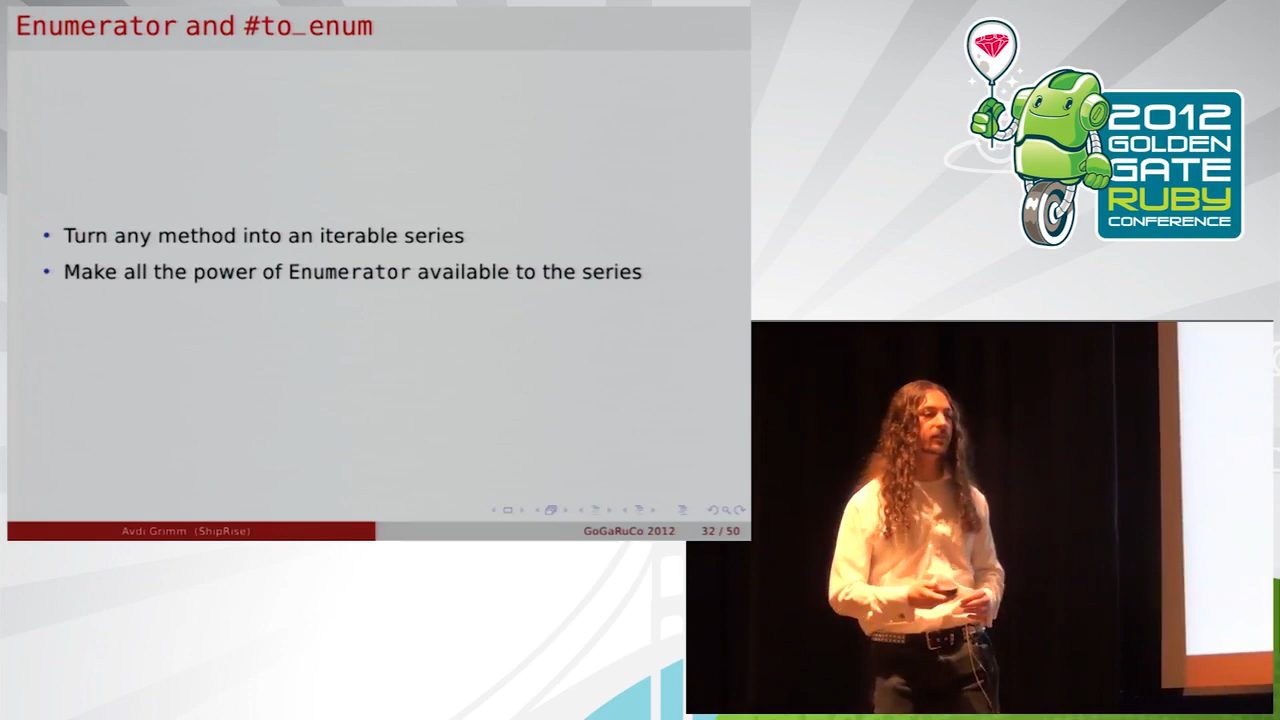 Enumerator and #to_enum
• Turn any method into an iterable series
• Make all the power of Enumerator available to the series
Avdi Grimm (ShipRise)
GoGaRuCo 2012 32 / 50
2012
GOLDEN
GATE
RUBY
CONFERENCE